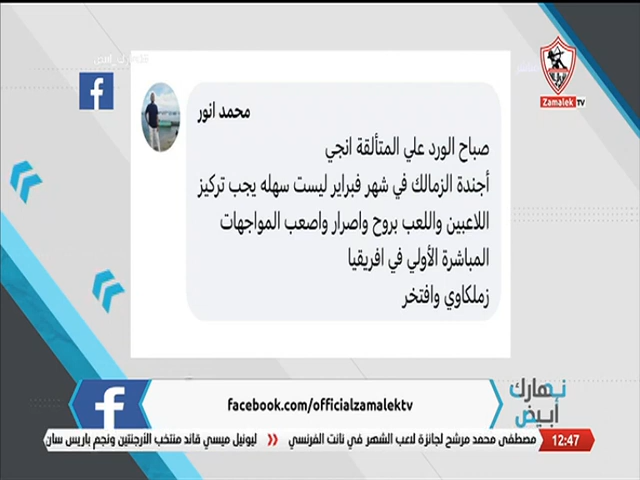 Zamalek TV
محمد انور
صباح الورد علي المتألقة انجي
أجندة الزمالك في شهر فبراير ليست سهله يجب تركيز
اللاعبين واللعب بروح واصرار واصعب المواجهات
المباشرة الأولي في افريقيا
زملكاوي وافتخر
facebook.com/officialzamalektv
نهارك
أبيض
12:47
مصطفى محمد مرشح لجائزة لاعب الشهر في نانت الفرنسي
ليونيل ميسي قائد منتخب الأرجنتين ونجم باريس سان